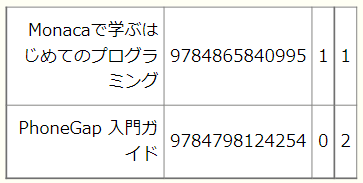 Monacaで学ぶは
じめてのプログラ
ミング 9784865840995 1 1
PhoneGap 入門ガ
イド 9784798124254 0 2